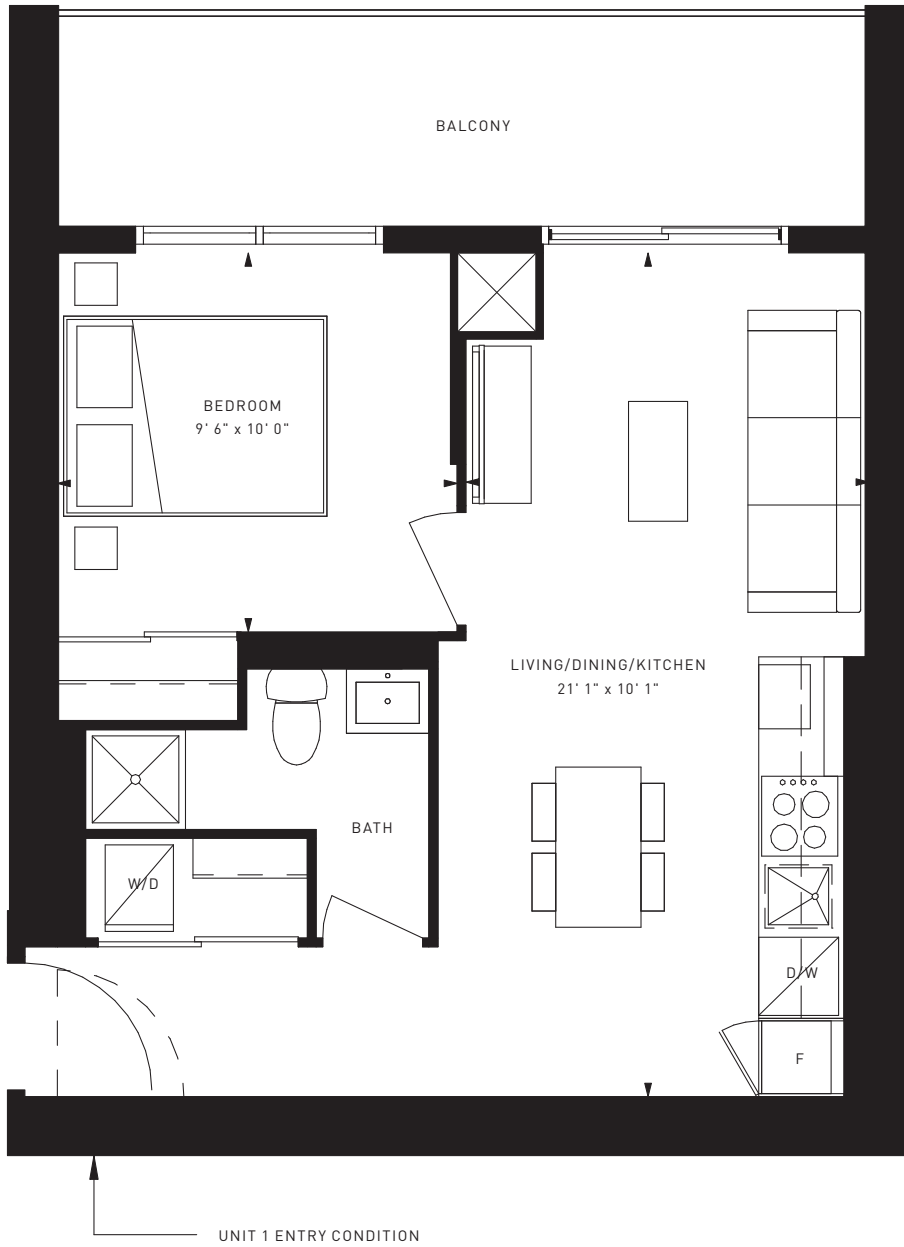 BALCONY
BEDROOM
9' 6" x 10' 0"
LIVING/DINING/KITCHEN
21' 1" x 10' 1"
BATH
W/D
D/W
F
UNIT 1 ENTRY CONDITION